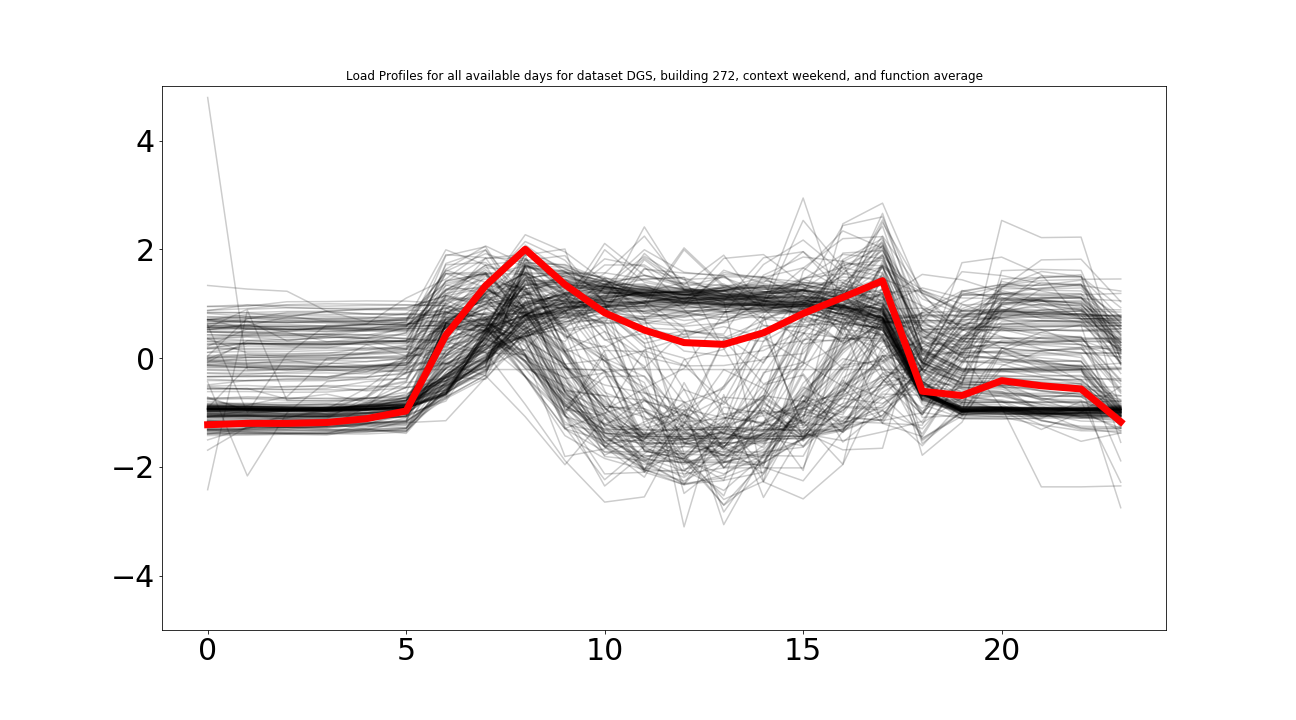 Load Profiles for all available days for dataset DGS, building 272, context weekend, and function average
4
2
0
−2
−4
0 5 10 15 20